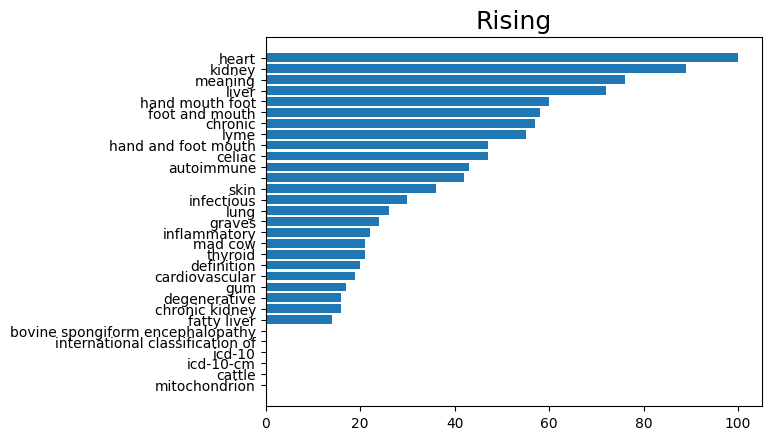 Rising
heart
kidney
meaning
liver
hand mouth foot
foot and mouth
chronic
lyme
hand and foot mouth
celiac
autoimmune
skin
infectious
lung
graves
inflammatory
mad cow
thyroid
definition
cardiovascular
gum
degenerative
chronic kidney
fatty liver
bovine spongiform encephalopathy
international classification of
icd-10
icd-10-cm
cattle
mitochondrion
0 20 40 60 80 100